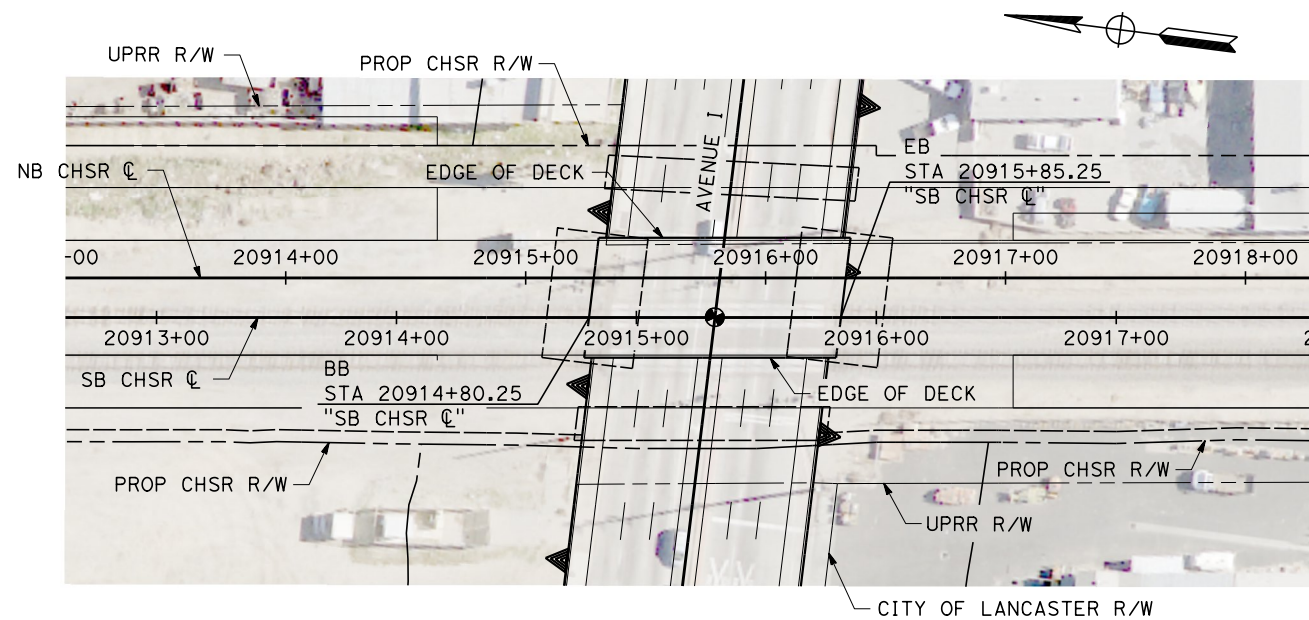 UPRR R/W
PROP CHSR R/W
AVENUE I
EB
STA 20915+85.25
"SB CHSR ℄"
NB CHSR ℄
EDGE OF DECK
-00
20914+00
20915+00
20916+00
20917+00
20918+00
20913+00
20914+00
20915+00
20916+00
20917+00
2
SB CHSR ℄
BB
STA 20914+80.25
"SB CHSR ℄"
EDGE OF DECK
PROP CHSR R/W
PROP CHSR R/W
UPRR R/W
CITY OF LANCASTER R/W